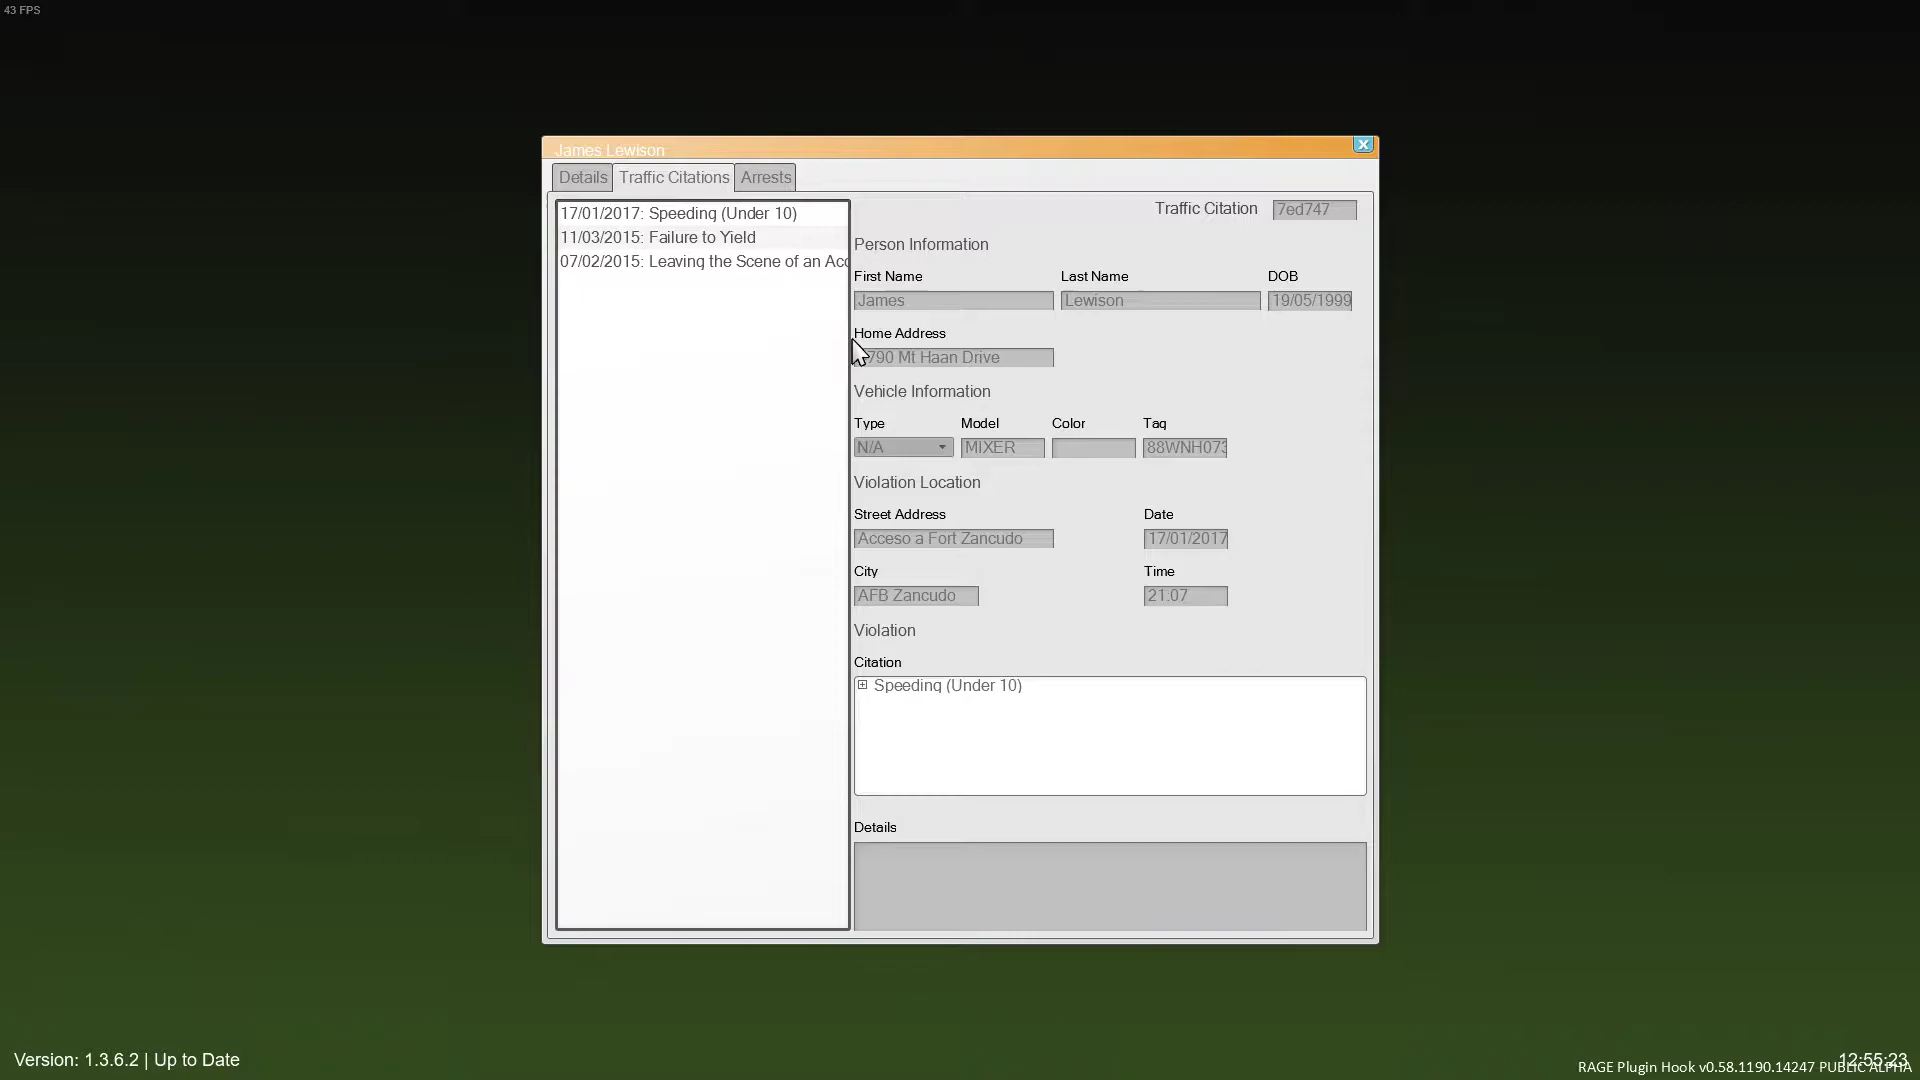 43 FPS
James Lewison
Details Traffic Citations Arrests
17/01/2017: Speeding (Under 10)
11/03/2015: Failure to Yield
07/02/2015: Leaving the Scene of an Acc
Traffic Citation 7ed747
Person Information
First Name Last Name DOB
James Lewison 19/05/1999
Home Address
790 Mt Haan Drive
Vehicle Information
Type Model Color Tag
N/A MIXER 88WNH073
Violation Location
Street Address Date
Acceso a Fort Zancudo 17/01/2017
City Time
AFB Zancudo 21:07
Violation
Citation
Speeding (Under 10)
Details
Version: 1.3.6.2 | Up to Date
12:55:23
RAGE Plugin Hook v0.58.1190.14247 PUBLIC ALPHA